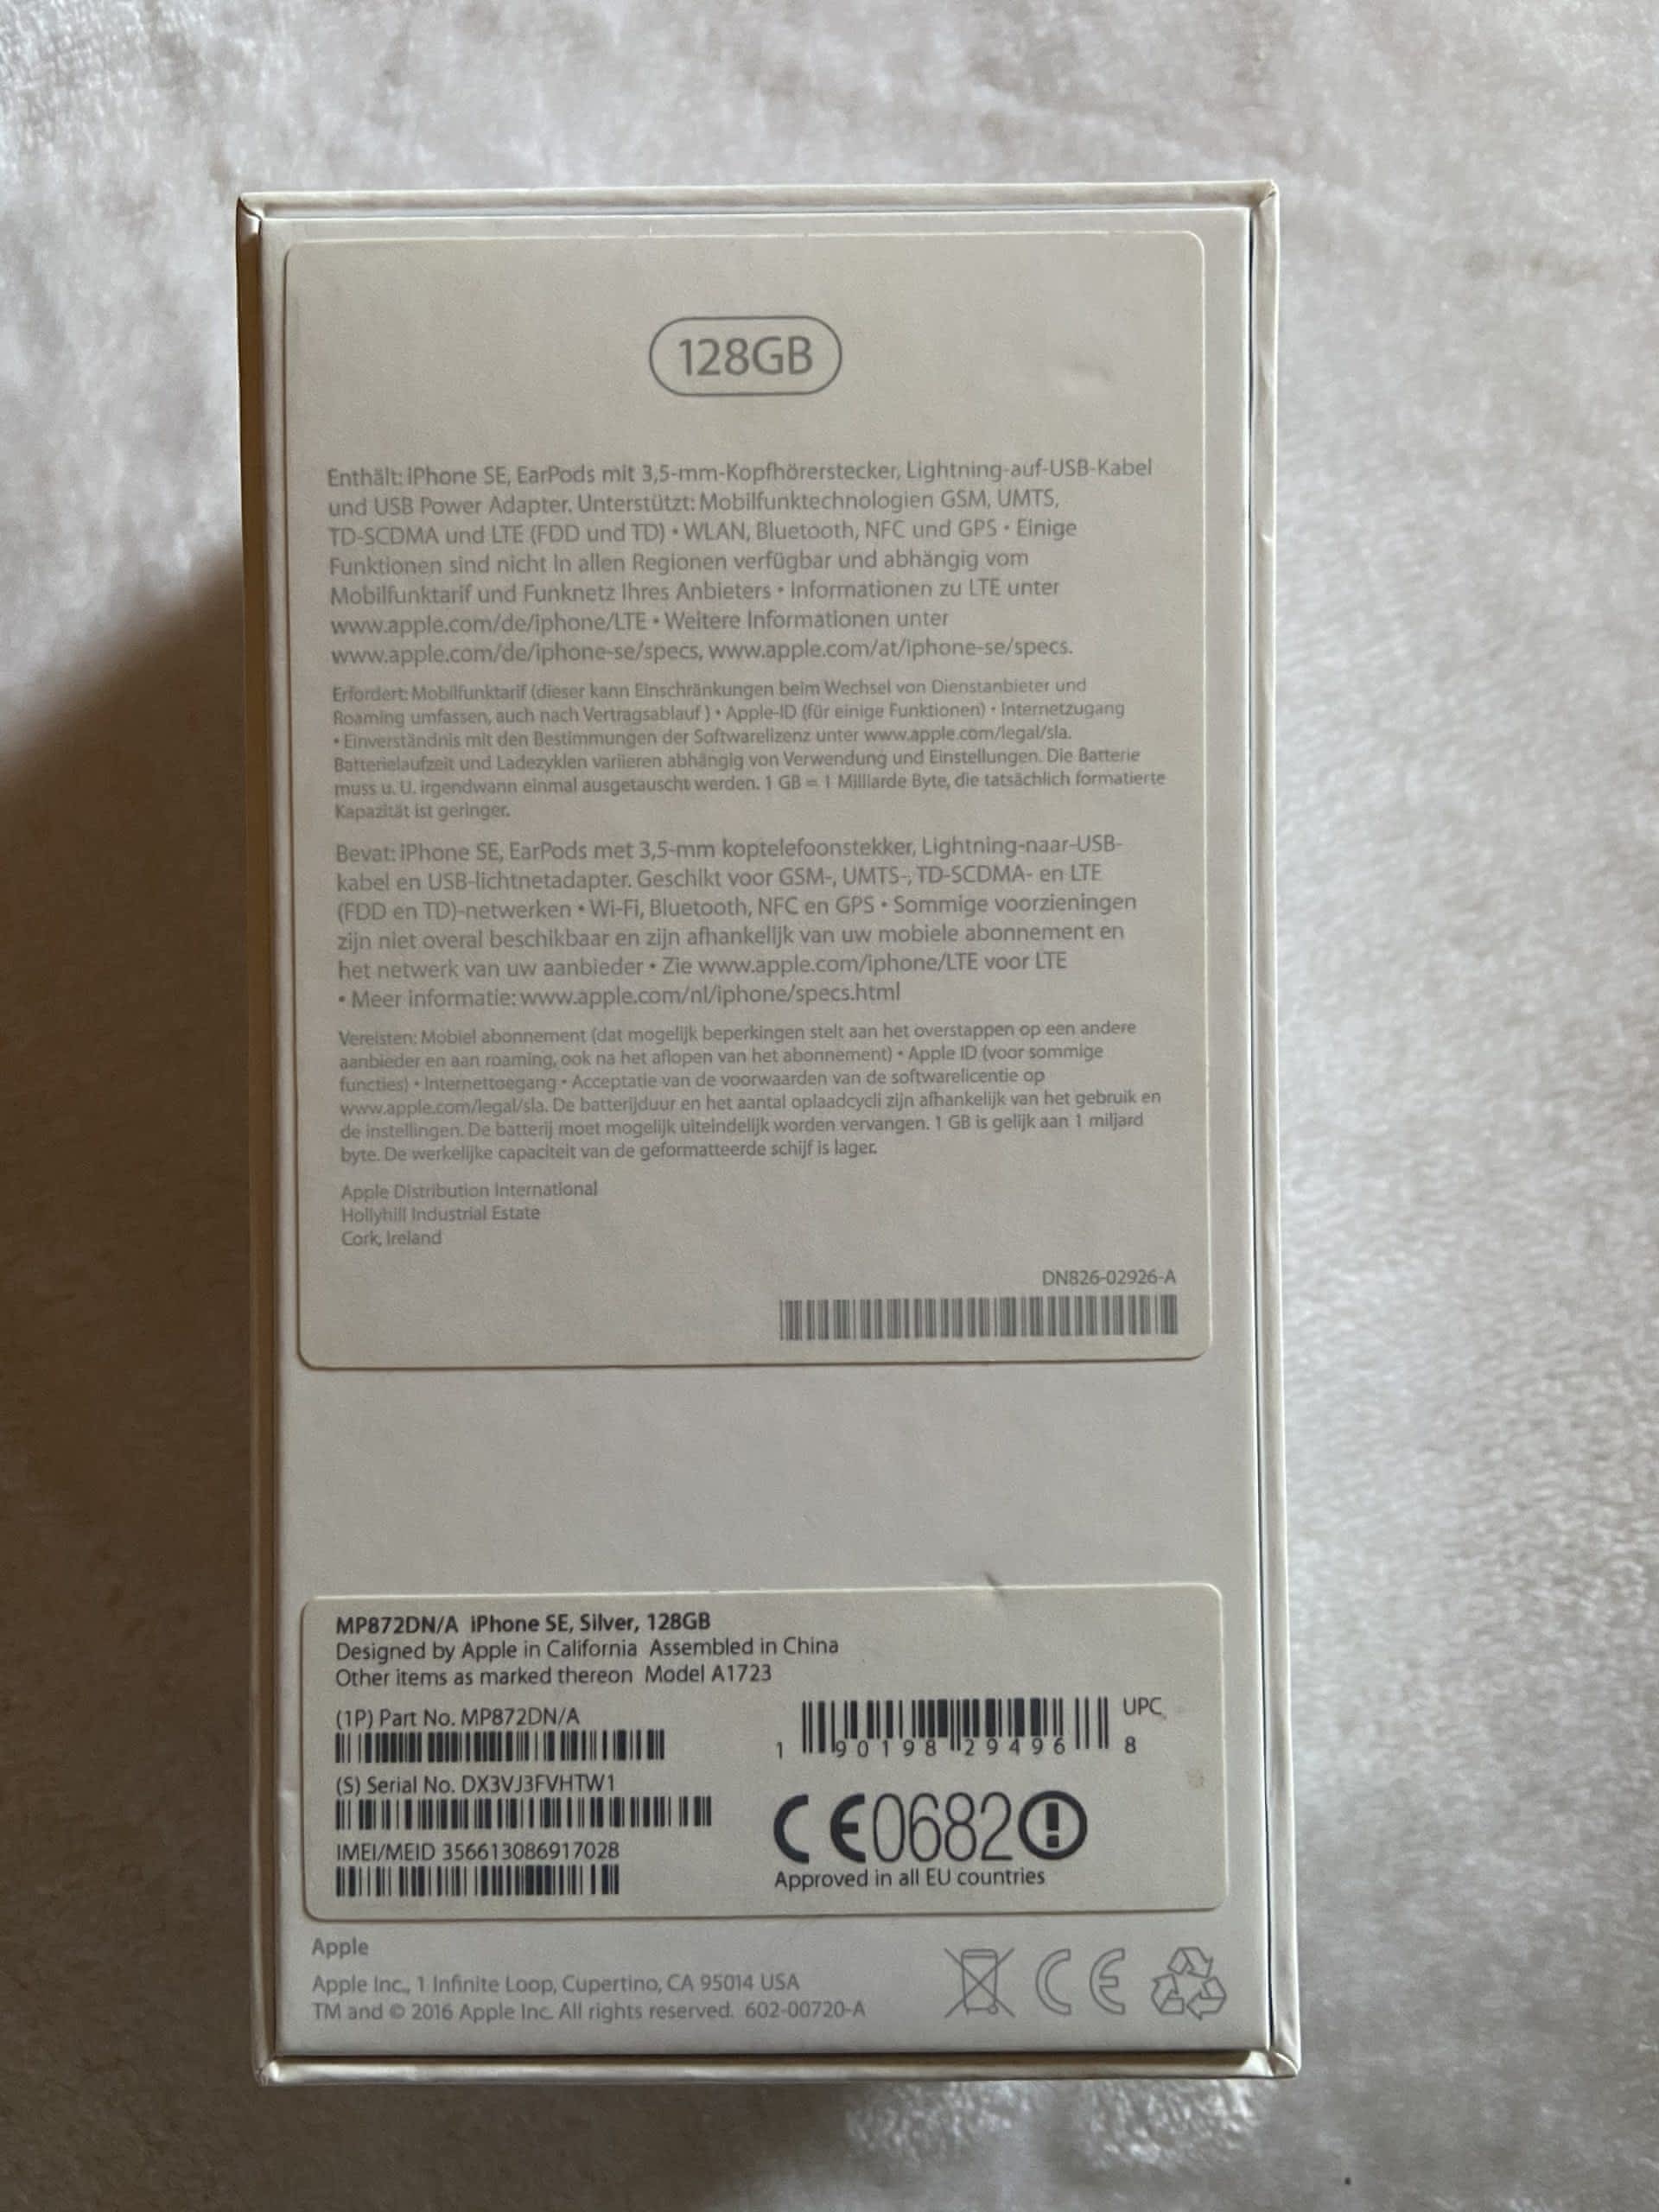 128GB
Enthält: iPhone SE, EarPods mit 3,5-mm-Kopfhörerstecker, Lightning-auf-USB-Kabel
und USB Power Adapter. Unterstützt: Mobilfunktechnologien GSM, UMTS,
TD-SCDMA und LTE (FDD und TD) • WLAN, Bluetooth, NFC und GPS • Einige
Funktionen sind nicht in allen Regionen verfügbar und abhängig vom
Mobilfunktarif und Funknetz Ihres Anbieters • Informationen zu LTE unter
www.apple.com/de/iphone/LTE • Weitere Informationen unter
www.apple.com/de/iphone-se/specs, www.apple.com/at/iphone-se/specs.
Erfordert: Mobilfunktarif (dieser kann Einschränkungen beim Wechsel von Dienstanbieter und
Roaming umfassen, auch nach Vertragsablauf ) • Apple-ID (für einige Funktionen) • Internetzugang
• Einverständnis mit den Bestimmungen der Softwarelizenz unter www.apple.com/legal/sla.
Batterielaufzeit und Ladezyklen variieren abhängig von Verwendung und Einstellungen. Die Batterie
muss u. U. irgendwann einmal ausgetauscht werden. 1 GB = 1 Milliarde Byte, die tatsächlich formatierte
Kapazität ist geringer.
Bevat: iPhone SE, EarPods met 3,5-mm koptelefoonstekker, Lightning-naar-USB-
kabel en USB-lichtnetadapter. Geschikt voor GSM-, UMTS-, TD-SCDMA- en LTE
(FDD en TD)-netwerken • Wi-Fi, Bluetooth, NFC en GPS • Sommige voorzieningen
zijn niet overal beschikbaar en zijn afhankelijk van uw mobiele abonnement en
het netwerk van uw aanbieder • Zie www.apple.com/iphone/LTE voor LTE
• Meer informatie: www.apple.com/nl/iphone/specs.html
Vereisten: Mobiel abonnement (dat mogelijk beperkingen stelt aan het overstappen op een andere
aanbieder en aan roaming, ook na het aflopen van het abonnement) • Apple ID (voor sommige
functies) • Internettoegang • Acceptatie van de voorwaarden van de softwarelicentie op
www.apple.com/legal/sla. De batterijduur en het aantal oplaadcycli zijn afhankelijk van het gebruik en
de instellingen. De batterij moet mogelijk uiteindelijk worden vervangen. 1 GB is gelijk aan 1 miljard
byte. De werkelijke capaciteit van de geformatteerde schijf is lager.
Apple Distribution International
Hollyhill Industrial Estate
Cork, Ireland
DN826-02926-A
MP872DN/A iPhone SE, Silver, 128GB
Designed by Apple in California Assembled in China
Other items as marked thereon Model A1723
(1P) Part No. MP872DN/A
UPC
1 90198 29496 8
(S) Serial No. DX3VJ3FVHTW1
IMEI/MEID 356613086917028
CE0682
Approved in all EU countries
Apple
Apple Inc., 1 Infinite Loop, Cupertino, CA 95014 USA
TM and © 2016 Apple Inc. All rights reserved. 602-00720-A
CE